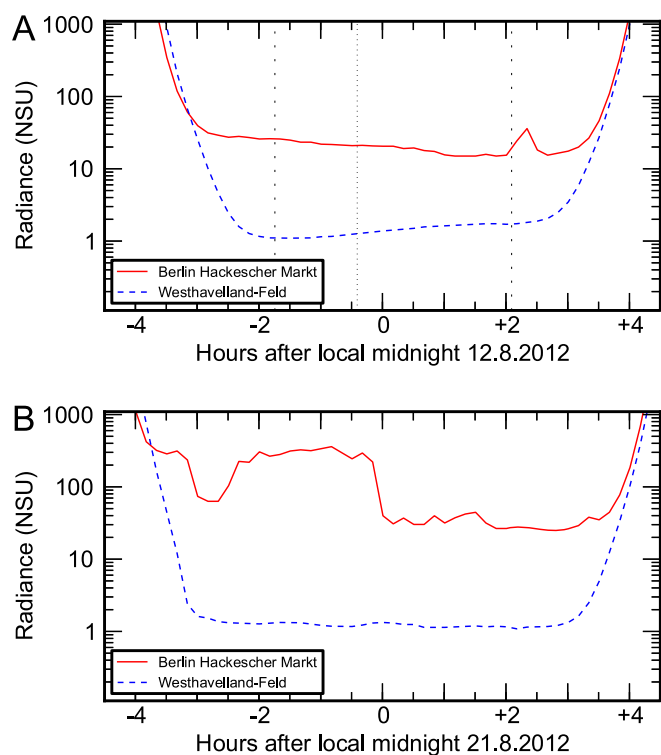 A
1000
100
10
1
Radiance (NSU)
Berlin Hackescher Markt
Westhavelland-Feld
-4 -2 0 +2 +4
Hours after local midnight 12.8.2012
B
1000
100
10
1
Radiance (NSU)
Berlin Hackescher Markt
Westhavelland-Feld
-4 -2 0 +2 +4
Hours after local midnight 21.8.2012